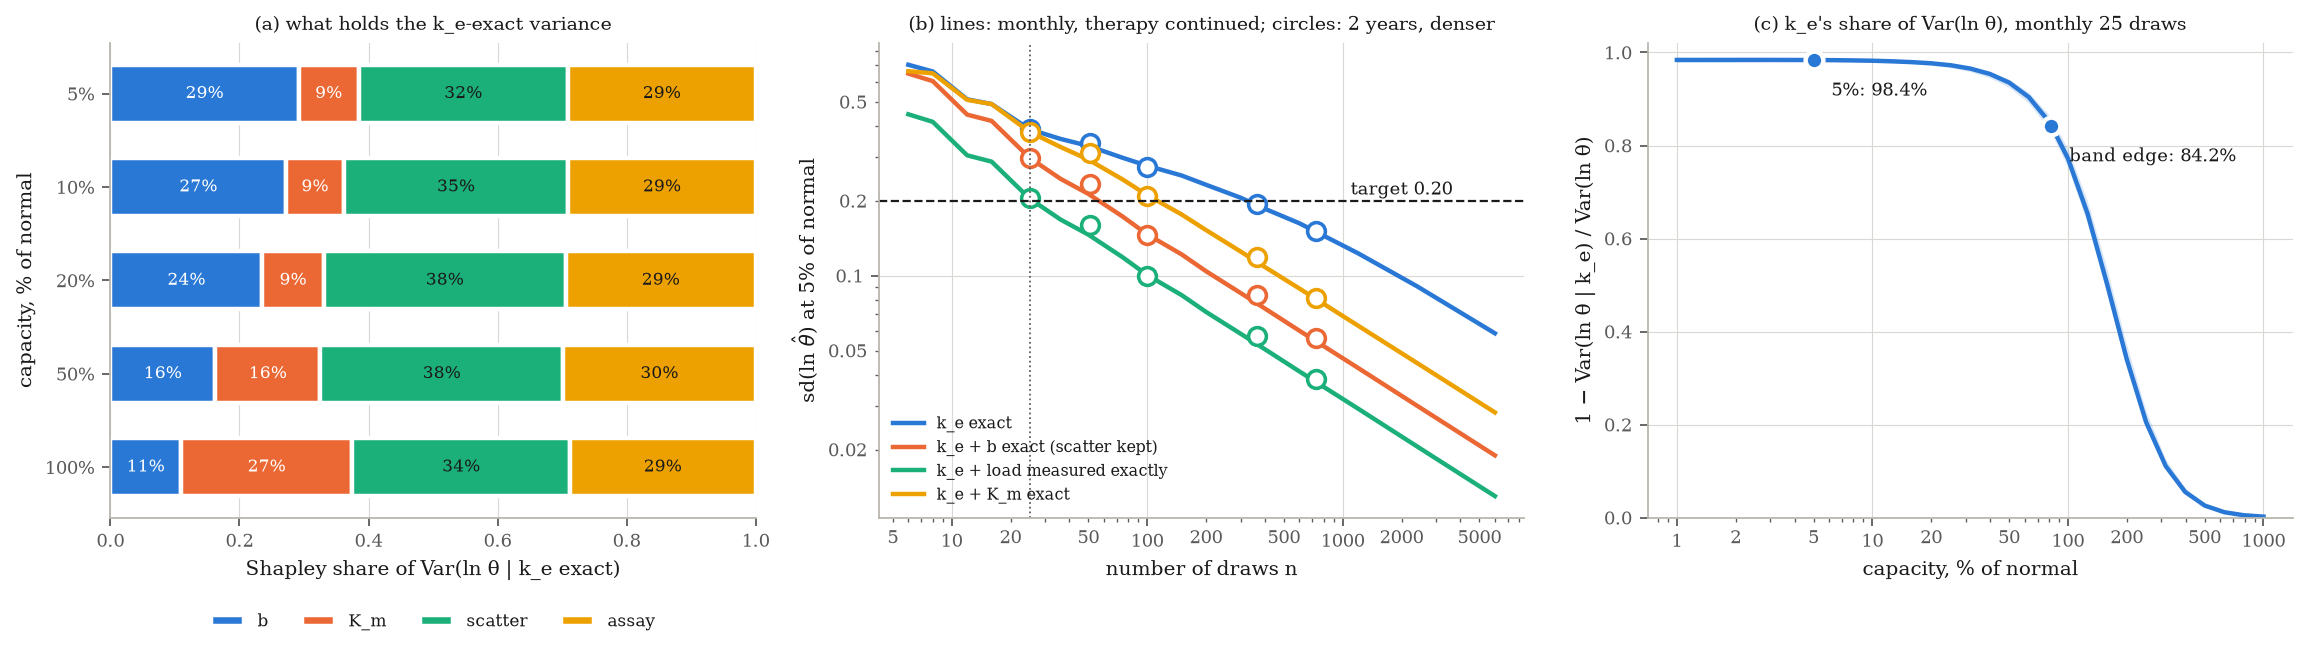 (a) what holds the k_e-exact variance
capacity, % of normal
5%
29%
9%
32%
29%
10%
27%
9%
35%
29%
20%
24%
9%
38%
29%
50%
16%
16%
38%
30%
100%
11%
27%
34%
29%
0.0 0.2 0.4 0.6 0.8 1.0
Shapley share of Var(ln θ | k_e exact)
b K_m scatter assay
(b) lines: monthly, therapy continued; circles: 2 years, denser
sd(ln θ̂) at 5% of normal
0.5
0.2
0.1
0.05
0.02
target 0.20
k_e exact
k_e + b exact (scatter kept)
k_e + load measured exactly
k_e + K_m exact
5 10 20 50 100 200 500 1000 2000 5000
number of draws n
(c) k_e's share of Var(ln θ), monthly 25 draws
1 − Var(ln θ | k_e) / Var(ln θ)
1.0
0.8
0.6
0.4
0.2
0.0
5%: 98.4%
band edge: 84.2%
1 2 5 10 20 50 100 200 500 1000
capacity, % of normal